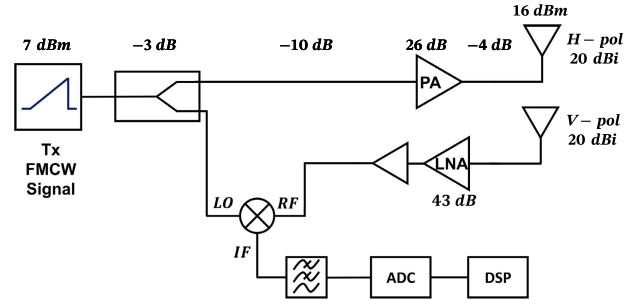 16 dBm
7 dBm
−3 dB
−10 dB
26 dB
−4 dB
H − pol
20 dBi
PA
V − pol
20 dBi
Tx
FMCW
Signal
LNA
43 dB
LO
RF
IF
ADC
DSP